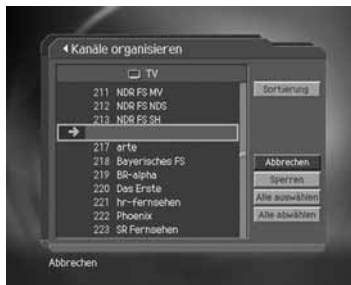 Kanäle organisieren
TV
211 NDR FS MV
212 NDR FS NDS
213 NDR FS SH
217 arte
218 Bayerisches FS
219 BR-alpha
220 Das Erste
221 hr-fernsehen
222 Phoenix
223 SR Fernsehen
Sortierung
Abbrechen
Sperren
Alle auswählen
Alle abwählen
Abbrechen